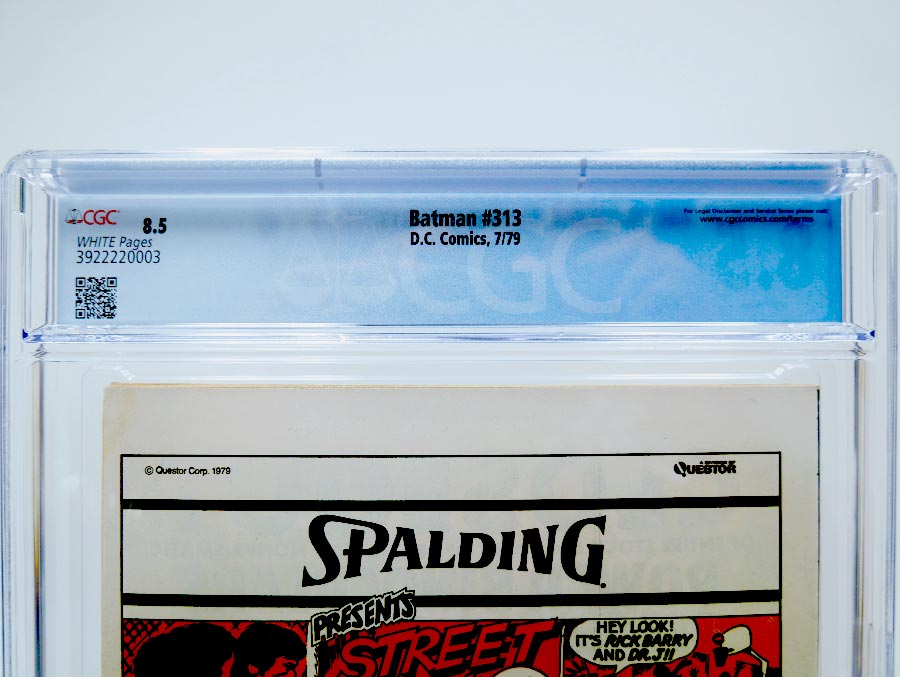 CGC
8.5
WHITE Pages
3922220003
Batman #313
D.C. Comics, 7/79
For Legal Disclaimer and Service Terms please visit:
www.cgccomics.com/terms
CGC
© Questor Corp. 1979
QUESTOR
SPALDING
PRESENTS
STREET
HEY LOOK!
IT'S RICK BARRY
AND DR. J!!